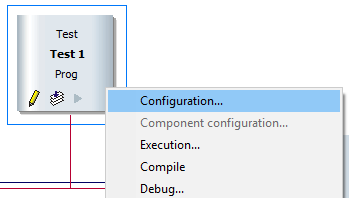 Test
Test 1
Prog
Configuration...
Component configuration...
Execution...
Compile
Debug...